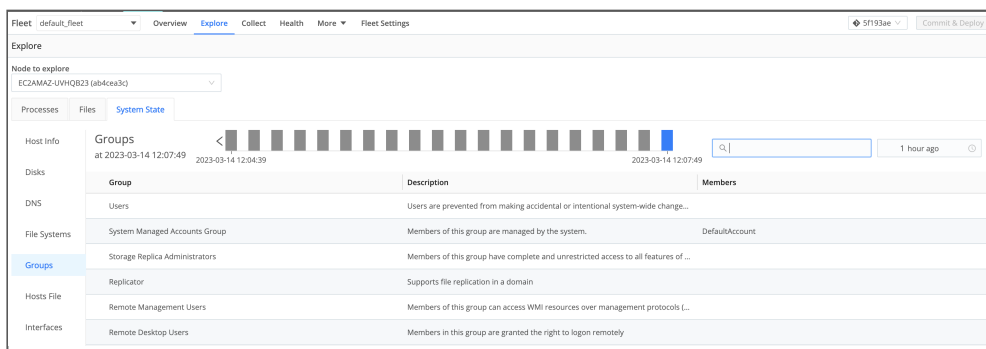 Fleet default_fleet Overview Explore Collect Health More Fleet Settings 5f193ae Commit & Deploy
Explore
Node to explore
EC2AMAZ-UVHQB23 (ab4cea3c)
Processes Files System State
Host Info
Disks
DNS
File Systems
Groups
Hosts File
Interfaces
Groups
at 2023-03-14 12:07:49
2023-03-14 12:04:39
2023-03-14 12:07:49
1 hour ago
Group Description Members
Users Users are prevented from making accidental or intentional system-wide change...
System Managed Accounts Group Members of this group are managed by the system. DefaultAccount
Storage Replica Administrators Members of this group have complete and unrestricted access to all features of ...
Replicator Supports file replication in a domain
Remote Management Users Members of this group can access WMI resources over management protocols (...
Remote Desktop Users Members in this group are granted the right to logon remotely